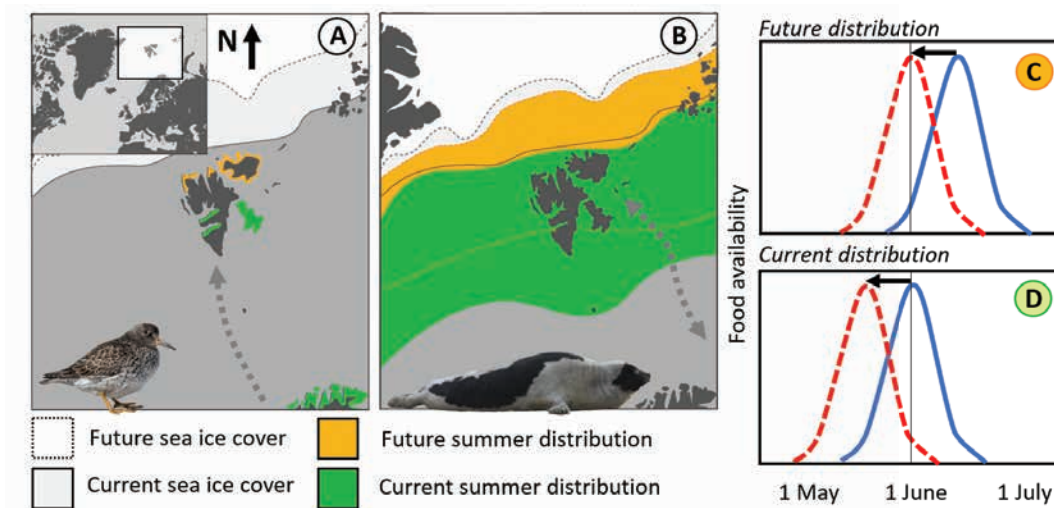 N
A
B
Future distribution
C
Food availability
Current distribution
D
1 May
1 June
1 July
Future sea ice cover
Future summer distribution
Current sea ice cover
Current summer distribution